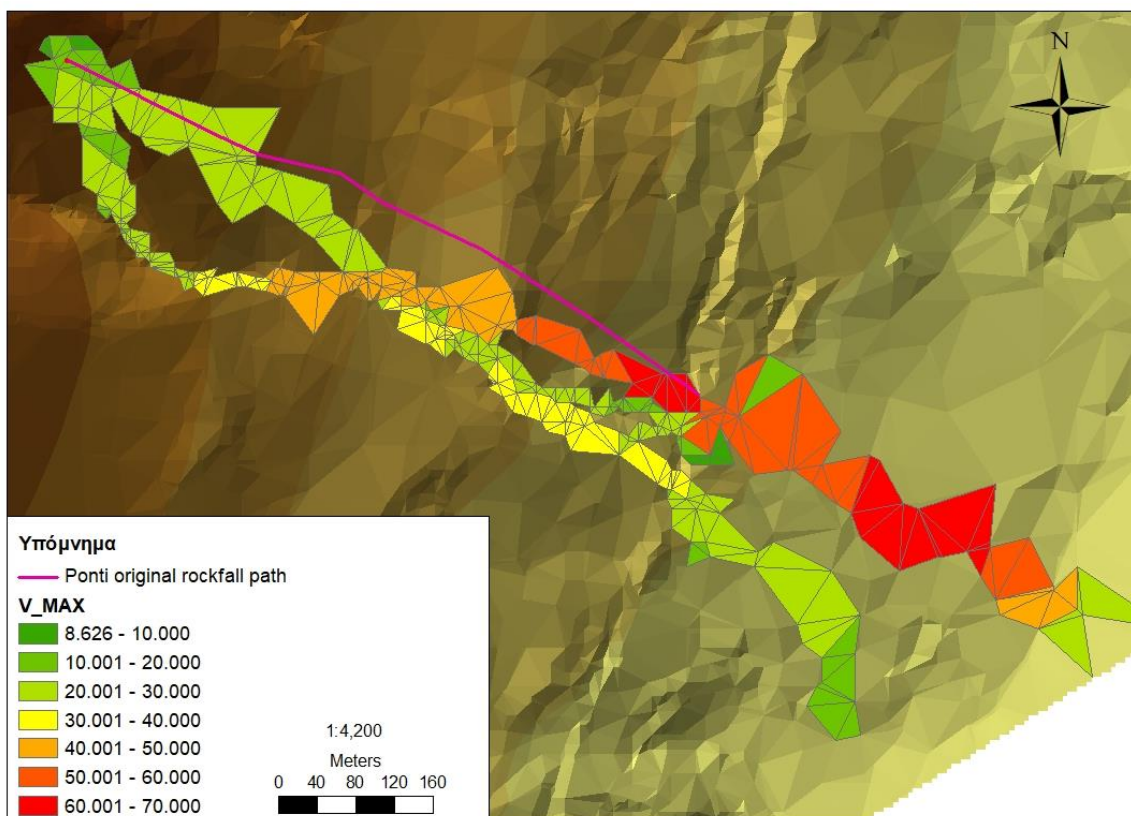 N
Υπόμνημα
Ponti original rockfall path
V_MAX
8.626 - 10.000
10.001 - 20.000
20.001 - 30.000
30.001 - 40.000
40.001 - 50.000
50.001 - 60.000
60.001 - 70.000
1:4,200
Meters
0 40 80 120 160